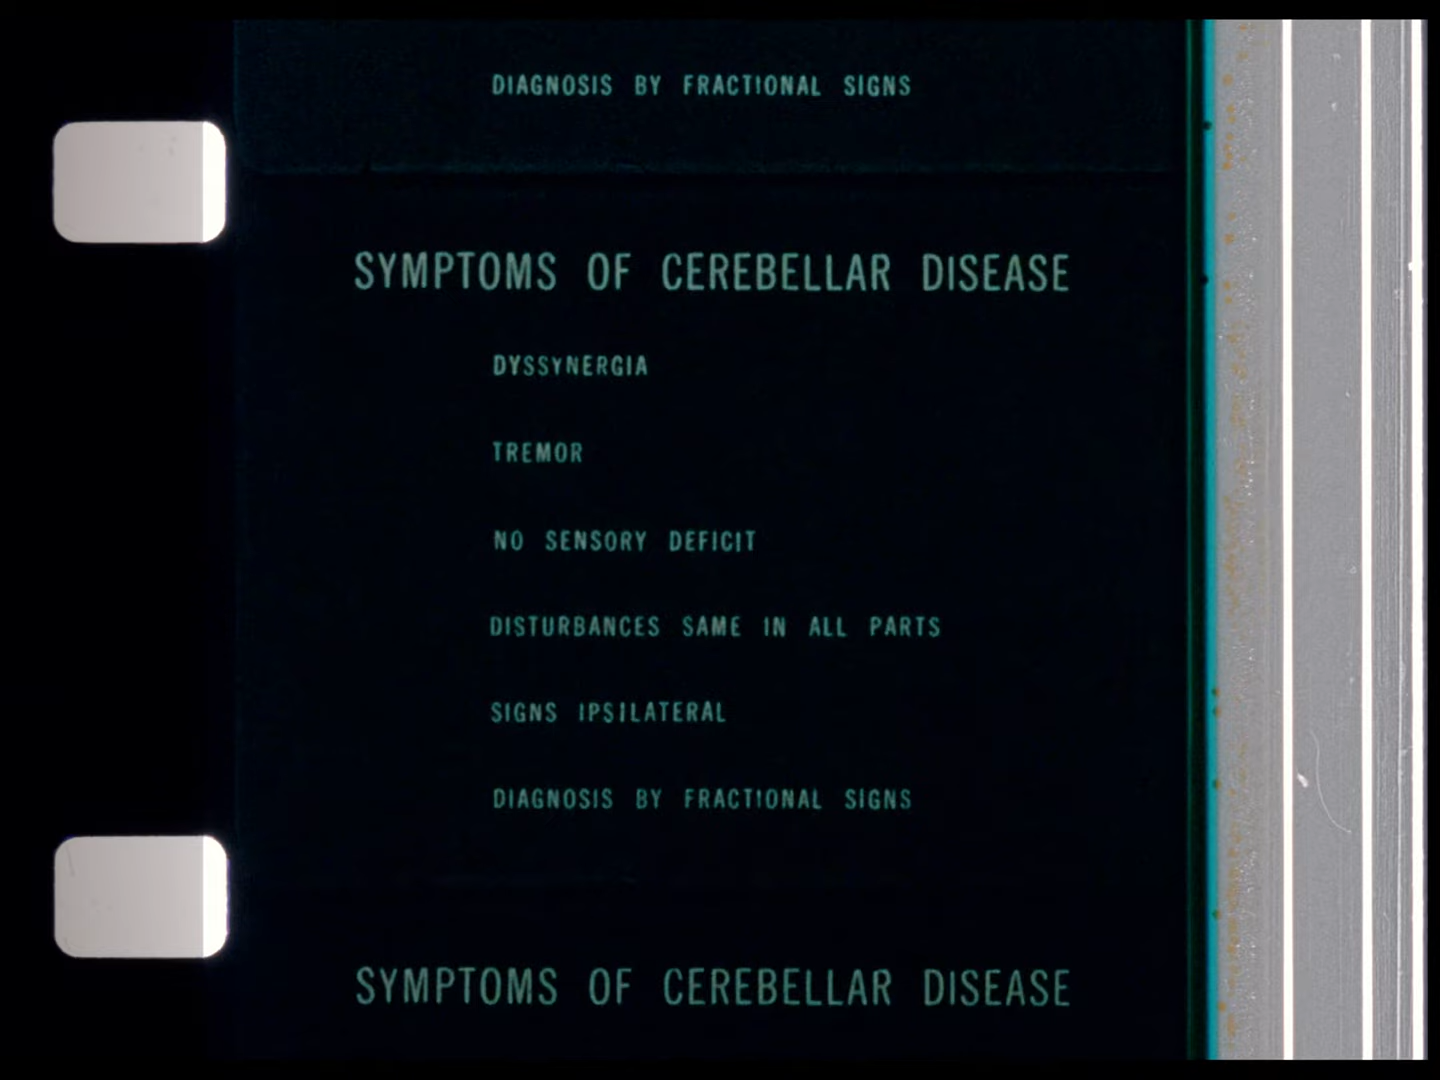 DIAGNOSIS BY FRACTIONAL SIGNS
SYMPTOMS OF CEREBELLAR DISEASE
DYSSYNERGIA
TREMOR
NO SENSORY DEFICIT
DISTURBANCES SAME IN ALL PARTS
SIGNS IPSILATERAL
DIAGNOSIS BY FRACTIONAL SIGNS
SYMPTOMS OF CEREBELLAR DISEASE